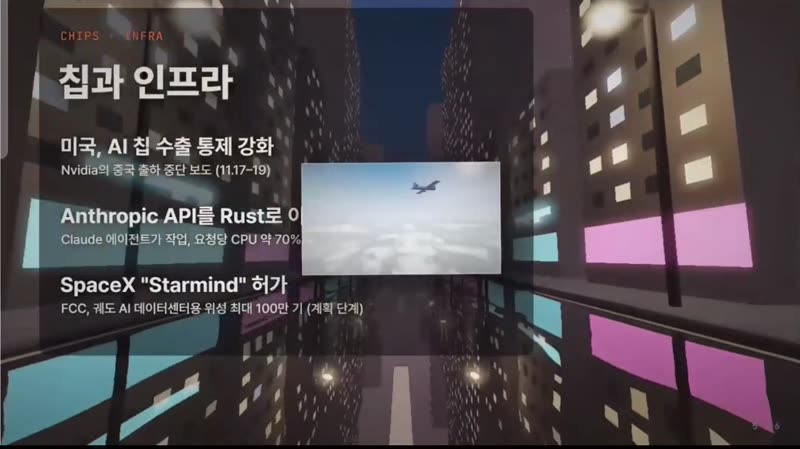 CHIPS · INFRA
칩과 인프라
미국, AI 칩 수출 통제 강화
Nvidia의 중국 출하 중단 보도 (11.17–19)
Anthropic API를 Rust로 이
Claude 에이전트가 작업, 요청당 CPU 약 70%
SpaceX "Starmind" 허가
FCC, 궤도 AI 데이터센터용 위성 최대 100만 기 (계획 단계)